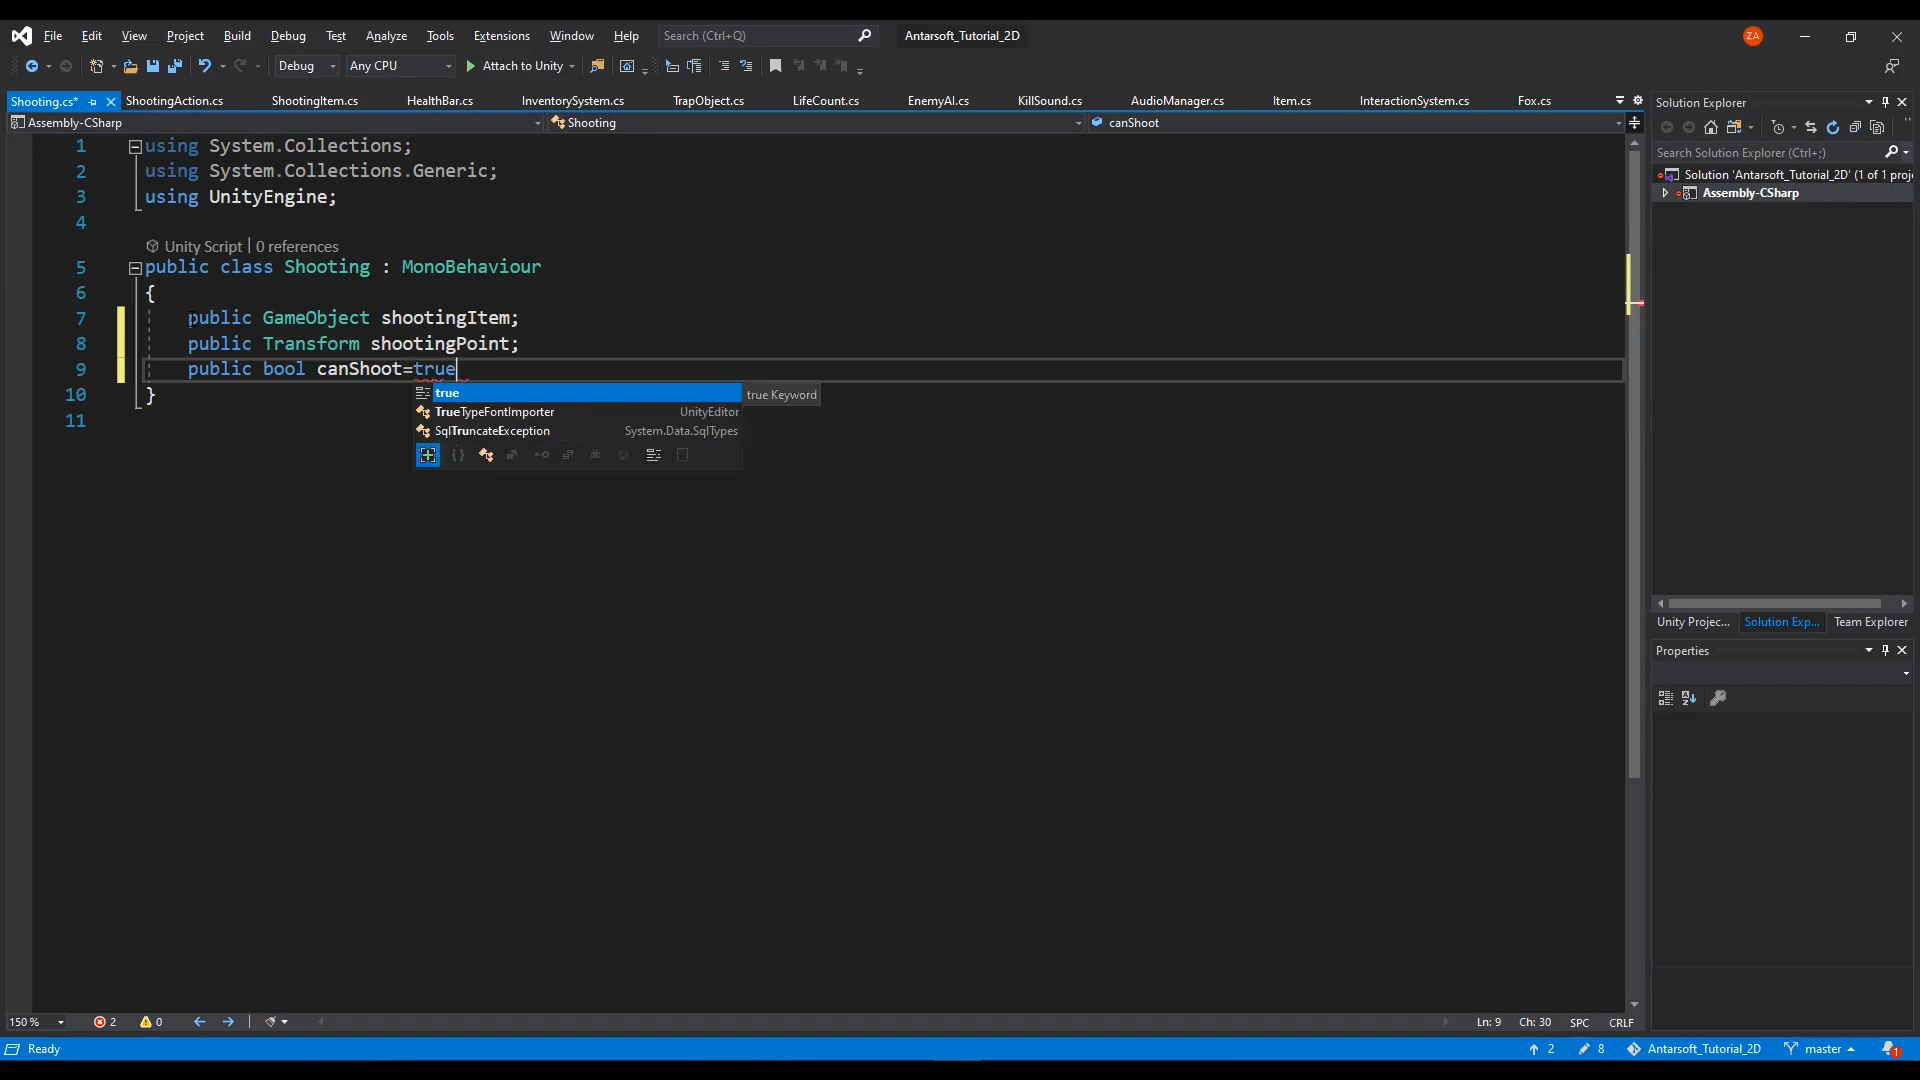 File Edit View Project Build Debug Test Analyze Tools Extensions Window Help Search (Ctrl+Q) Antarsoft_Tutorial_2D ZA
Debug Any CPU Attach to Unity
Shooting.cs* ShootingAction.cs ShootingItem.cs HealthBar.cs InventorySystem.cs TrapObject.cs LifeCount.cs EnemyAI.cs KillSound.cs AudioManager.cs Item.cs InteractionSystem.cs Fox.cs
Assembly-CSharp Shooting canShoot
1 using System.Collections;
2 using System.Collections.Generic;
3 using UnityEngine;
4
Unity Script | 0 references
5 public class Shooting : MonoBehaviour
6 {
7 public GameObject shootingItem;
8 public Transform shootingPoint;
9 public bool canShoot=true
10 }
11
true true Keyword
TrueTypeFontImporter UnityEditor
SqlTruncateException System.Data.SqlTypes
Solution Explorer
Search Solution Explorer (Ctrl+;)
Solution 'Antarsoft_Tutorial_2D' (1 of 1 proje
Assembly-CSharp
Unity Projec... Solution Exp... Team Explorer
Properties
150 % 2 0 Ln: 9 Ch: 30 SPC CRLF
Ready 2 8 Antarsoft_Tutorial_2D master 1